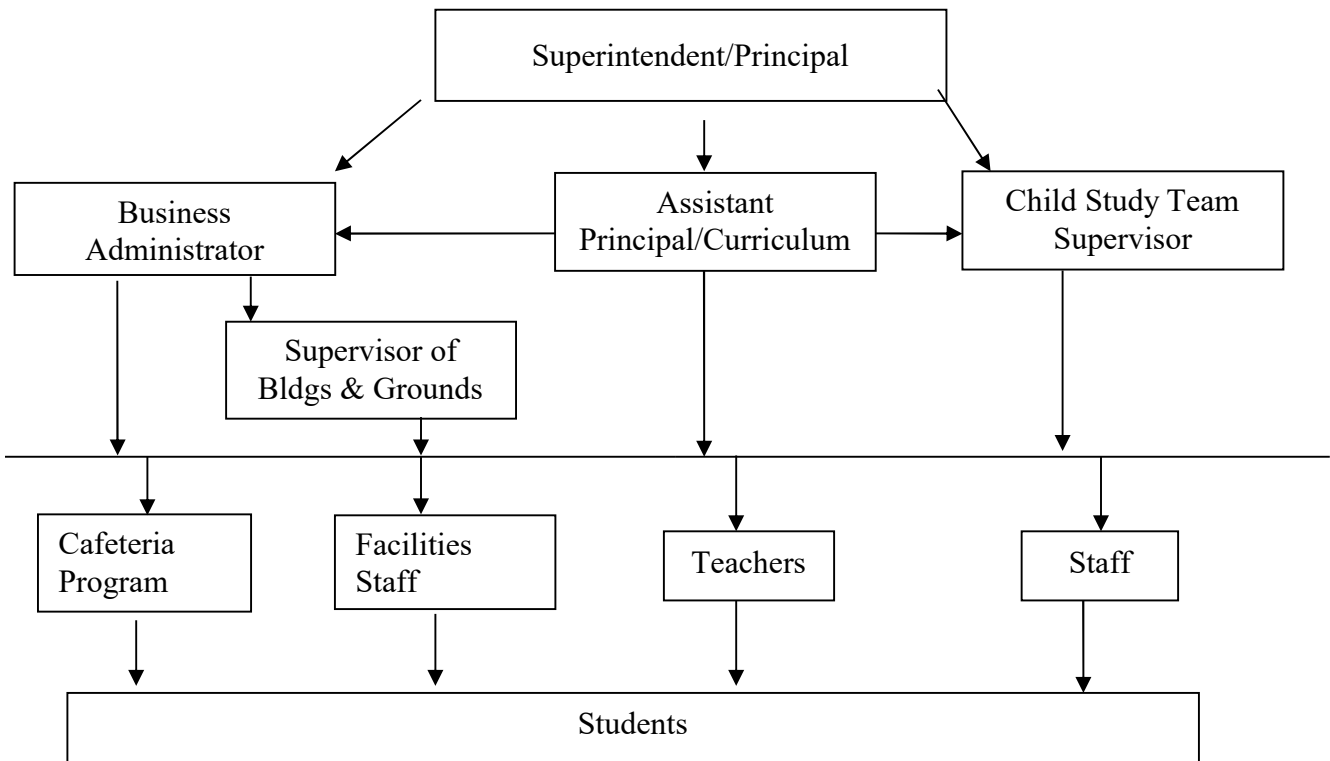 Superintendent/Principal
Business
Administrator
Assistant
Principal/Curriculum
Child Study Team
Supervisor
Supervisor of
Bldgs & Grounds
Cafeteria
Program
Facilities
Staff
Teachers
Staff
Students